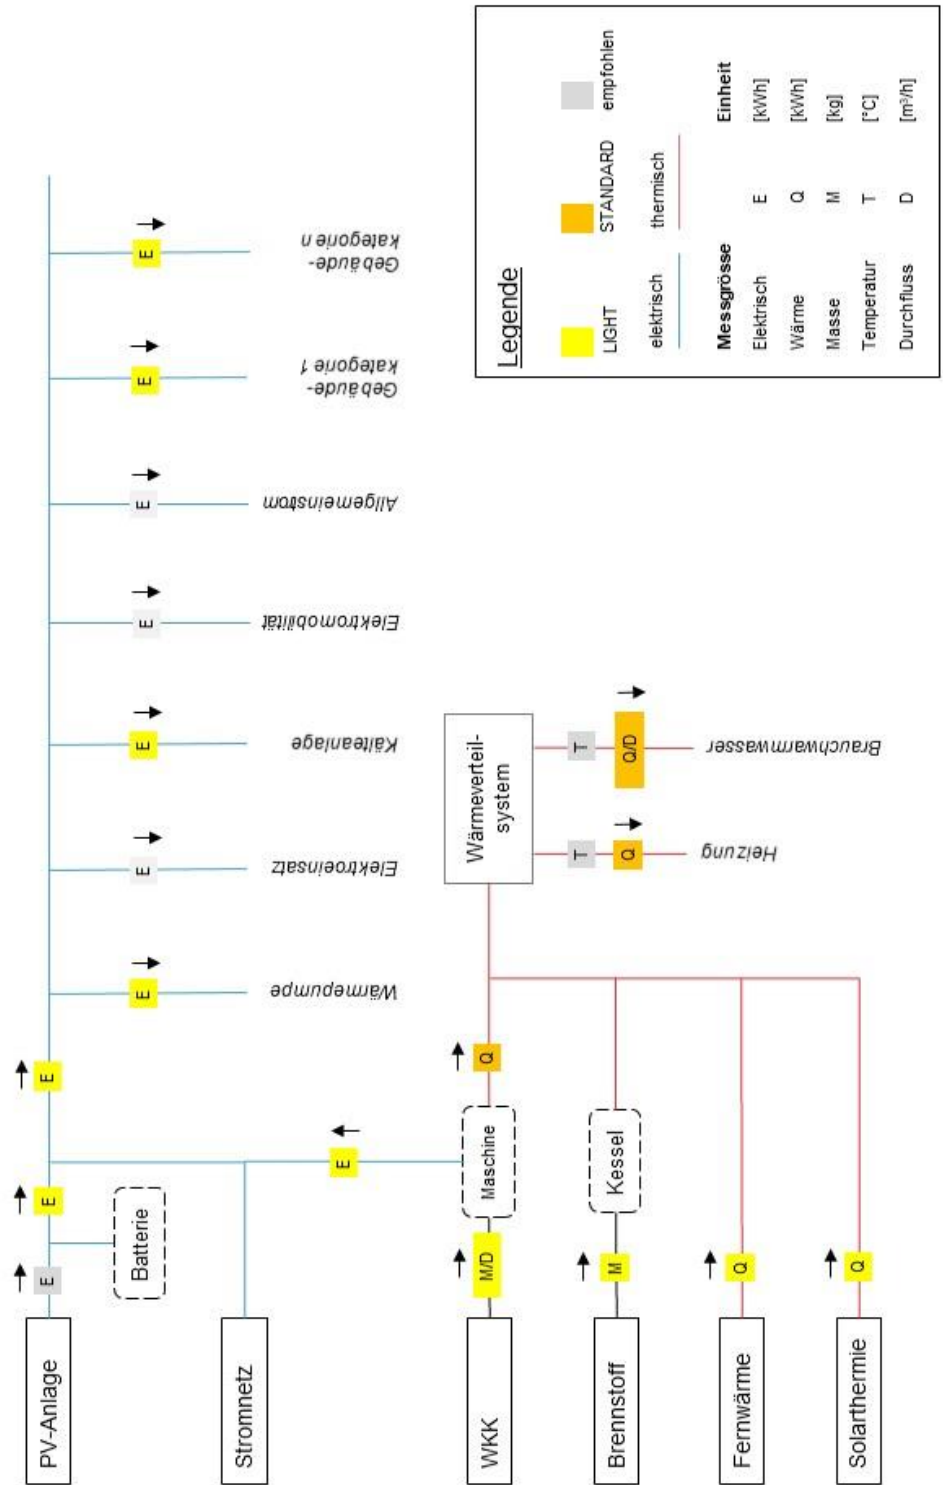 PV-Anlage
E
Batterie
E
E
Stromnetz
E
Wärmepumpe
E
Elektroeinsatz
E
Kälteanlage
E
Elektromobilität
E
Allgemeinstrom
E
Gebäude-
kategorie 1
E
Gebäude-
kategorie n
E
WKK
M/D
Maschine
Q
Brennstoff
M
Kessel
Fernwärme
Q
Solarthermie
Q
Wärmeverteil-
system
T
Q
Heizung
T
Q/D
Brauchwarmwasser
Legende
LIGHT STANDARD empfohlen
elektrisch thermisch
Messgrösse Einheit
Elektrisch E [kWh]
Wärme Q [kWh]
Masse M [kg]
Temperatur T [°C]
Durchfluss D [m³/h]